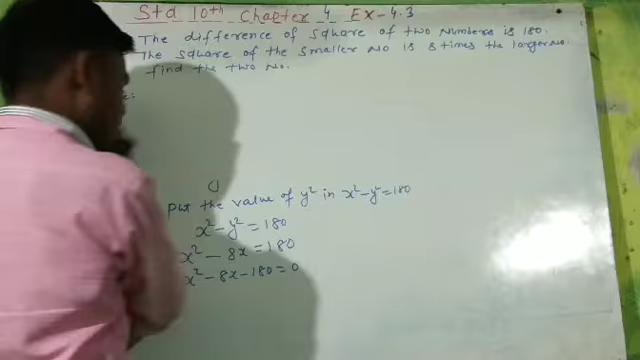 Std 10th Chapter 4 Ex-4.3
The difference of square of two numbers is 180.
The square of the smaller no is 8 times the larger no.
find the two no.
put the value of y² in x²-y²=180
x²-y²=180
x²-8x=180
x²-8x-180=0